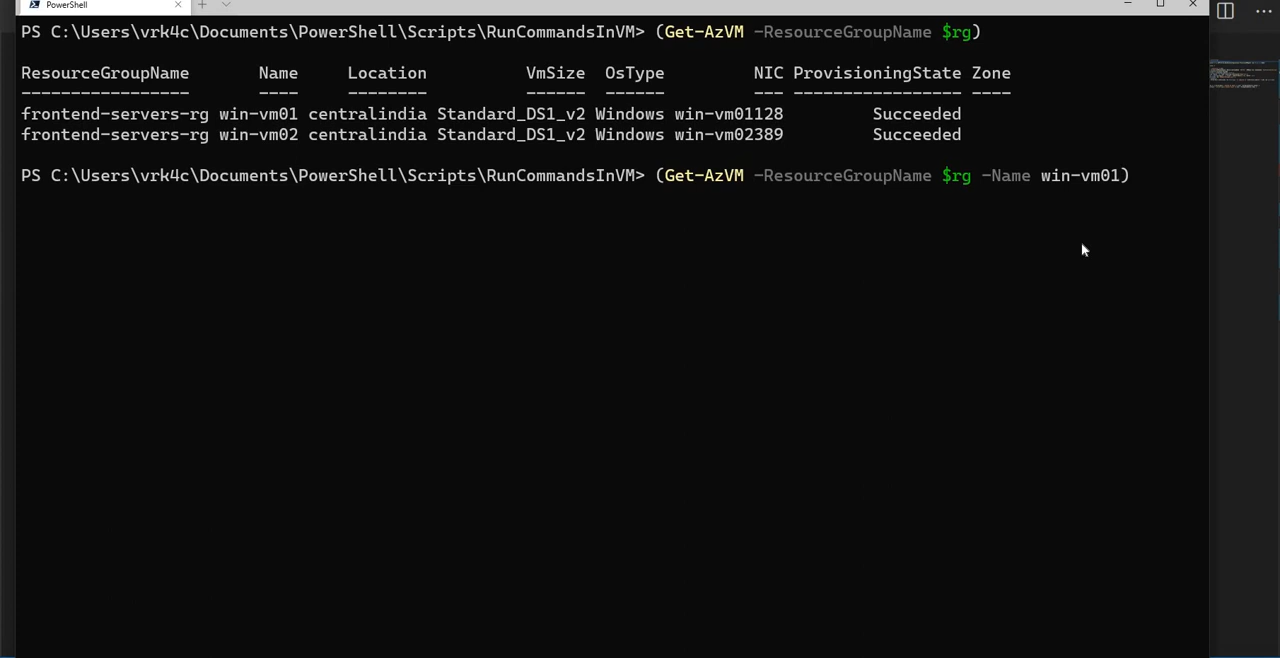 PowerShell
PS C:\Users\vrk4c\Documents\PowerShell\Scripts\RunCommandsInVM> (Get-AzVM -ResourceGroupName $rg)
ResourceGroupName Name Location VmSize OsType NIC ProvisioningState Zone
----------------- ---- -------- ------ ------ --- ----------------- ----
frontend-servers-rg win-vm01 centralindia Standard_DS1_v2 Windows win-vm01128 Succeeded
frontend-servers-rg win-vm02 centralindia Standard_DS1_v2 Windows win-vm02389 Succeeded
PS C:\Users\vrk4c\Documents\PowerShell\Scripts\RunCommandsInVM> (Get-AzVM -ResourceGroupName $rg -Name win-vm01)